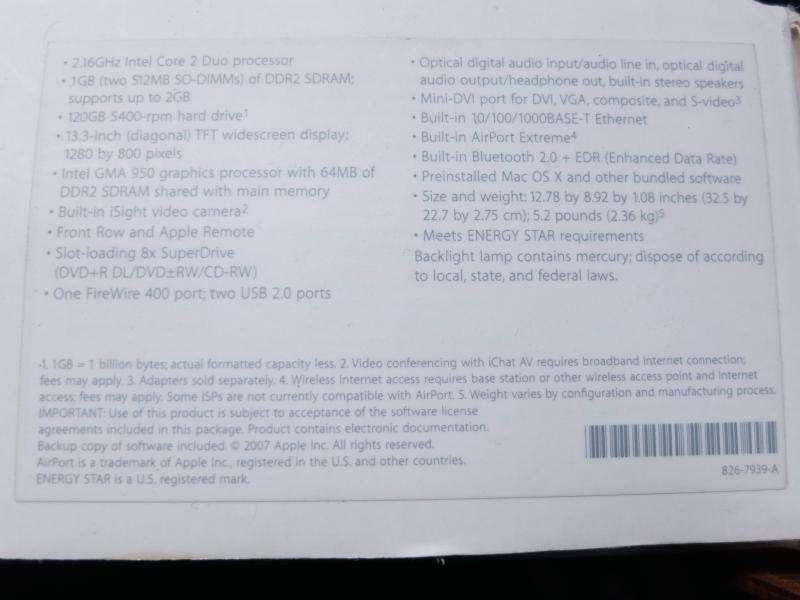 • 2.16GHz Intel Core 2 Duo processor
• 1GB (two 512MB SO-DIMMs) of DDR2 SDRAM;
supports up to 2GB
• 120GB 5400-rpm hard drive¹
• 13.3-inch (diagonal) TFT widescreen display;
1280 by 800 pixels
• Intel GMA 950 graphics processor with 64MB of
DDR2 SDRAM shared with main memory
• Built-in iSight video camera²
• Front Row and Apple Remote
• Slot-loading 8x SuperDrive
(DVD+R DL/DVD±RW/CD-RW)
• One FireWire 400 port; two USB 2.0 ports
• Optical digital audio input/audio line in, optical digital
audio output/headphone out, built-in stereo speakers
• Mini-DVI port for DVI, VGA, composite, and S-video³
• Built-in 10/100/1000BASE-T Ethernet
• Built-in AirPort Extreme⁴
• Built-in Bluetooth 2.0 + EDR (Enhanced Data Rate)
• Preinstalled Mac OS X and other bundled software
• Size and weight: 12.78 by 8.92 by 1.08 inches (32.5 by
22.7 by 2.75 cm); 5.2 pounds (2.36 kg)⁵
• Meets ENERGY STAR requirements
Backlight lamp contains mercury; dispose of according
to local, state, and federal laws.
1. 1GB = 1 billion bytes; actual formatted capacity less. 2. Video conferencing with iChat AV requires broadband Internet connection;
fees may apply. 3. Adapters sold separately. 4. Wireless Internet access requires base station or other wireless access point and Internet
access; fees may apply. Some ISPs are not currently compatible with AirPort. 5. Weight varies by configuration and manufacturing process.
IMPORTANT: Use of this product is subject to acceptance of the software license
agreements included in this package. Product contains electronic documentation.
Backup copy of software included. © 2007 Apple Inc. All rights reserved.
AirPort is a trademark of Apple Inc., registered in the U.S. and other countries.
ENERGY STAR is a U.S. registered mark.
826-7939-A